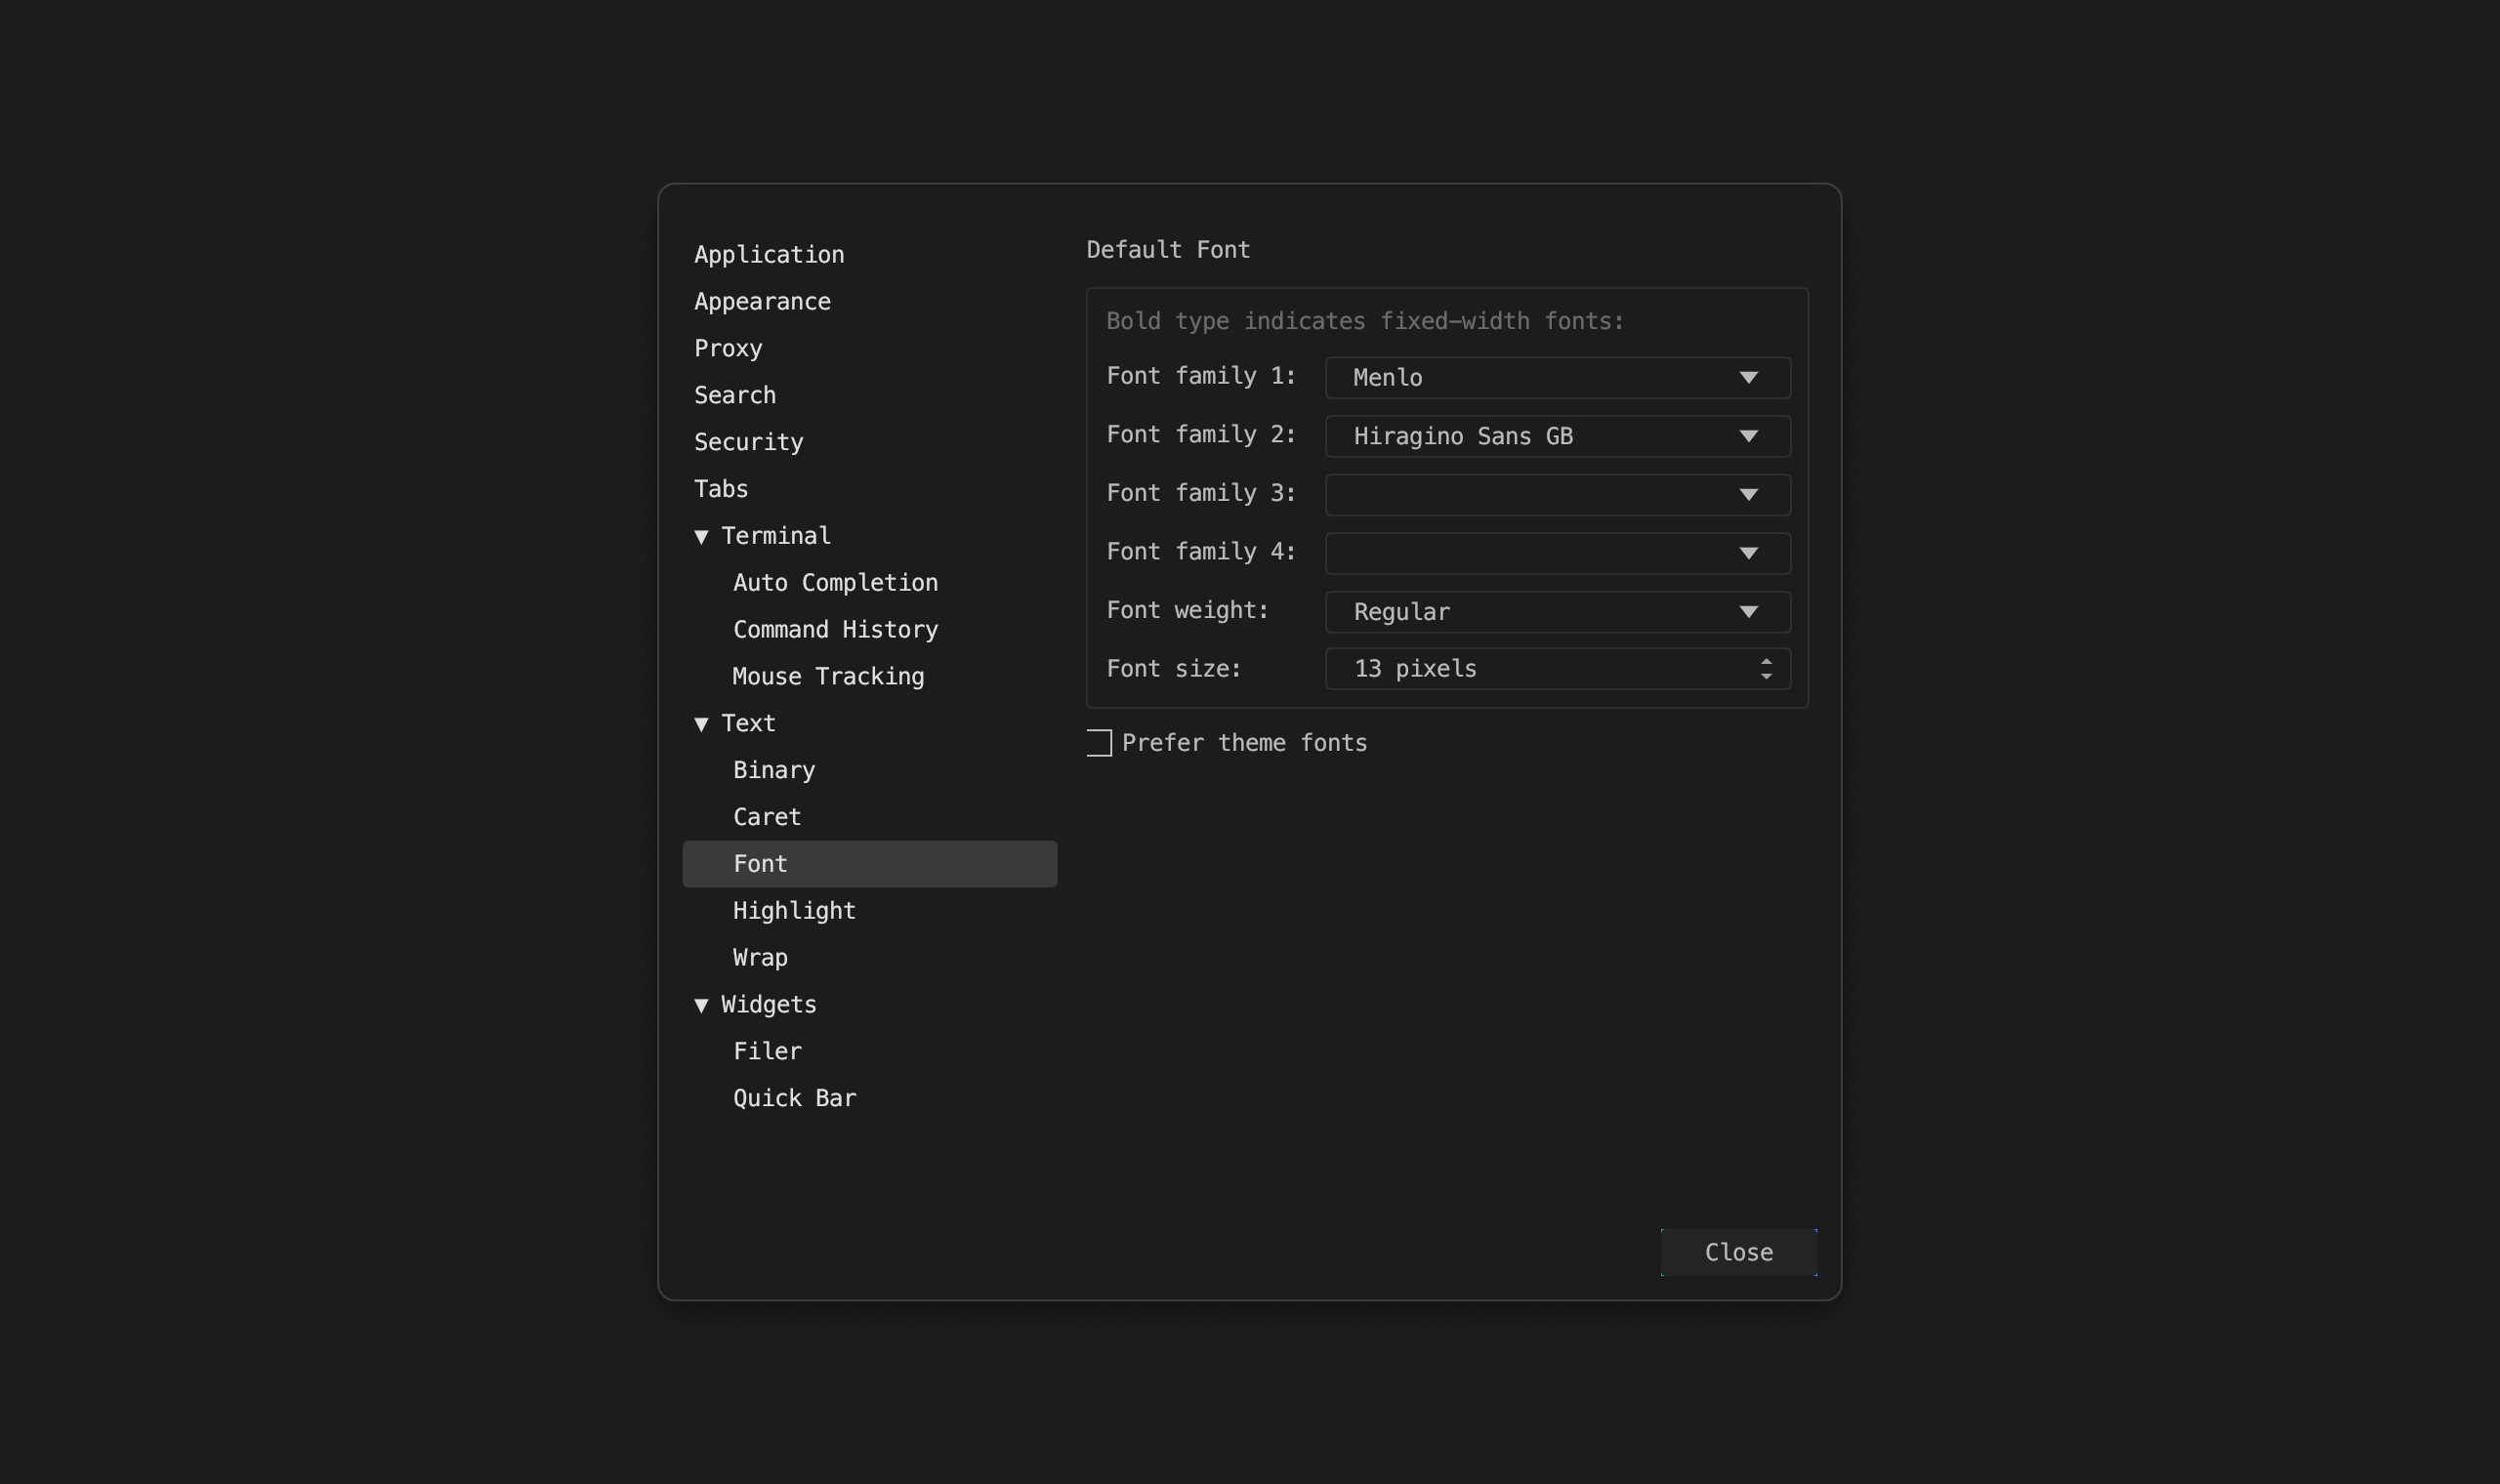 Application
Appearance
Proxy
Search
Security
Tabs
▼ Terminal
Auto Completion
Command History
Mouse Tracking
▼ Text
Binary
Caret
Font
Highlight
Wrap
▼ Widgets
Filer
Quick Bar
Default Font
Bold type indicates fixed-width fonts:
Font family 1: Menlo
Font family 2: Hiragino Sans GB
Font family 3:
Font family 4:
Font weight: Regular
Font size: 13 pixels
Prefer theme fonts
Close